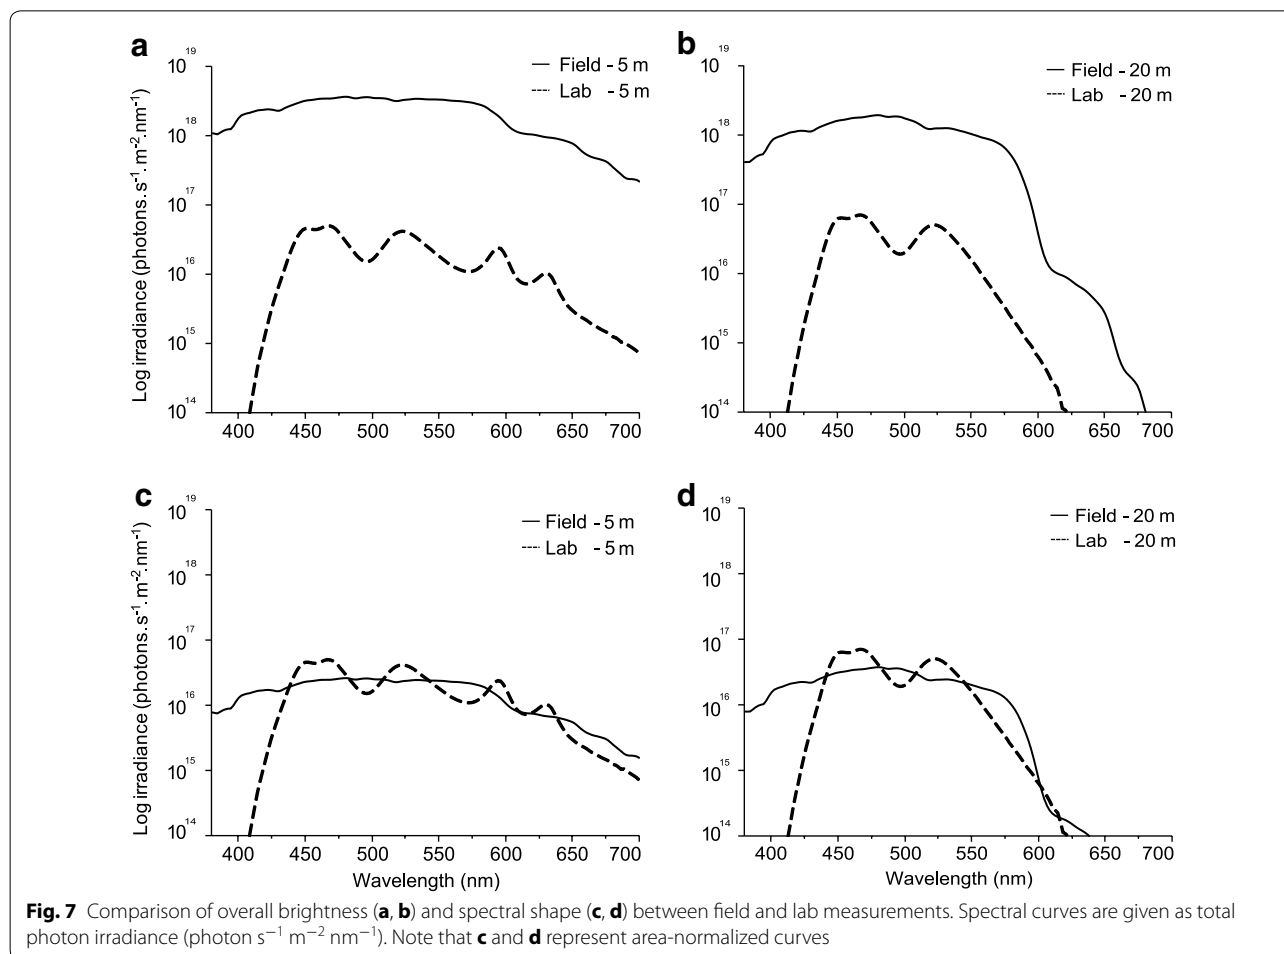 a
10^19
10^18
10^17
10^16
10^15
10^14
Log irradiance (photons.s^-1.m^-2.nm^-1)
Field - 5 m
Lab - 5 m
400 450 500 550 600 650 700
b
10^19
10^18
10^17
10^16
10^15
10^14
Field - 20 m
Lab - 20 m
400 450 500 550 600 650 700
c
10^19
10^18
10^17
10^16
10^15
10^14
Log irradiance (photons.s^-1.m^-2.nm^-1)
Field - 5 m
Lab - 5 m
400 450 500 550 600 650 700
Wavelength (nm)
d
10^19
10^18
10^17
10^16
10^15
10^14
Field - 20 m
Lab - 20 m
400 450 500 550 600 650 700
Wavelength (nm)
Fig. 7 Comparison of overall brightness (a, b) and spectral shape (c, d) between field and lab measurements. Spectral curves are given as total
photon irradiance (photon s^−1 m^−2 nm^−1). Note that c and d represent area-normalized curves